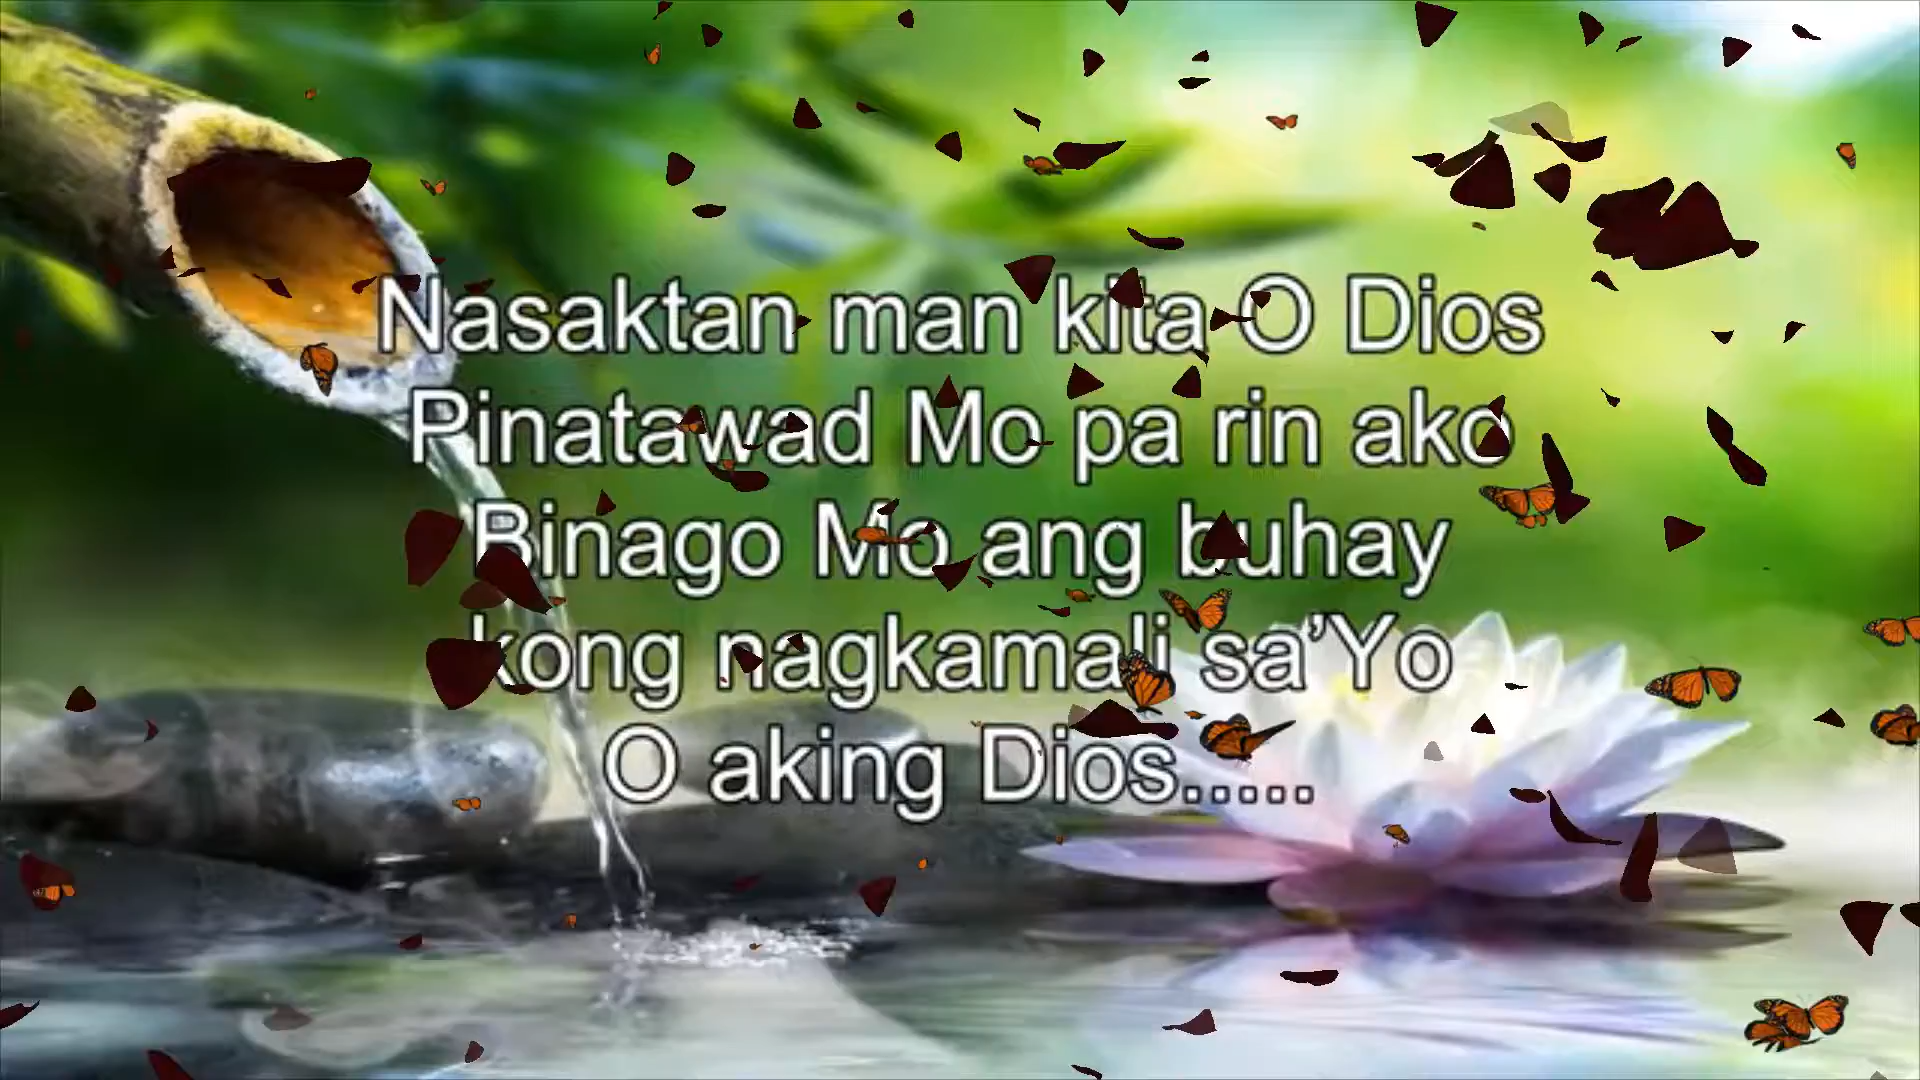 Nasaktan man kita O Dios
Pinatawad Mo pa rin ako
Binago Mo ang buhay
kong nagkamali sa'Yo
O aking Dios.....